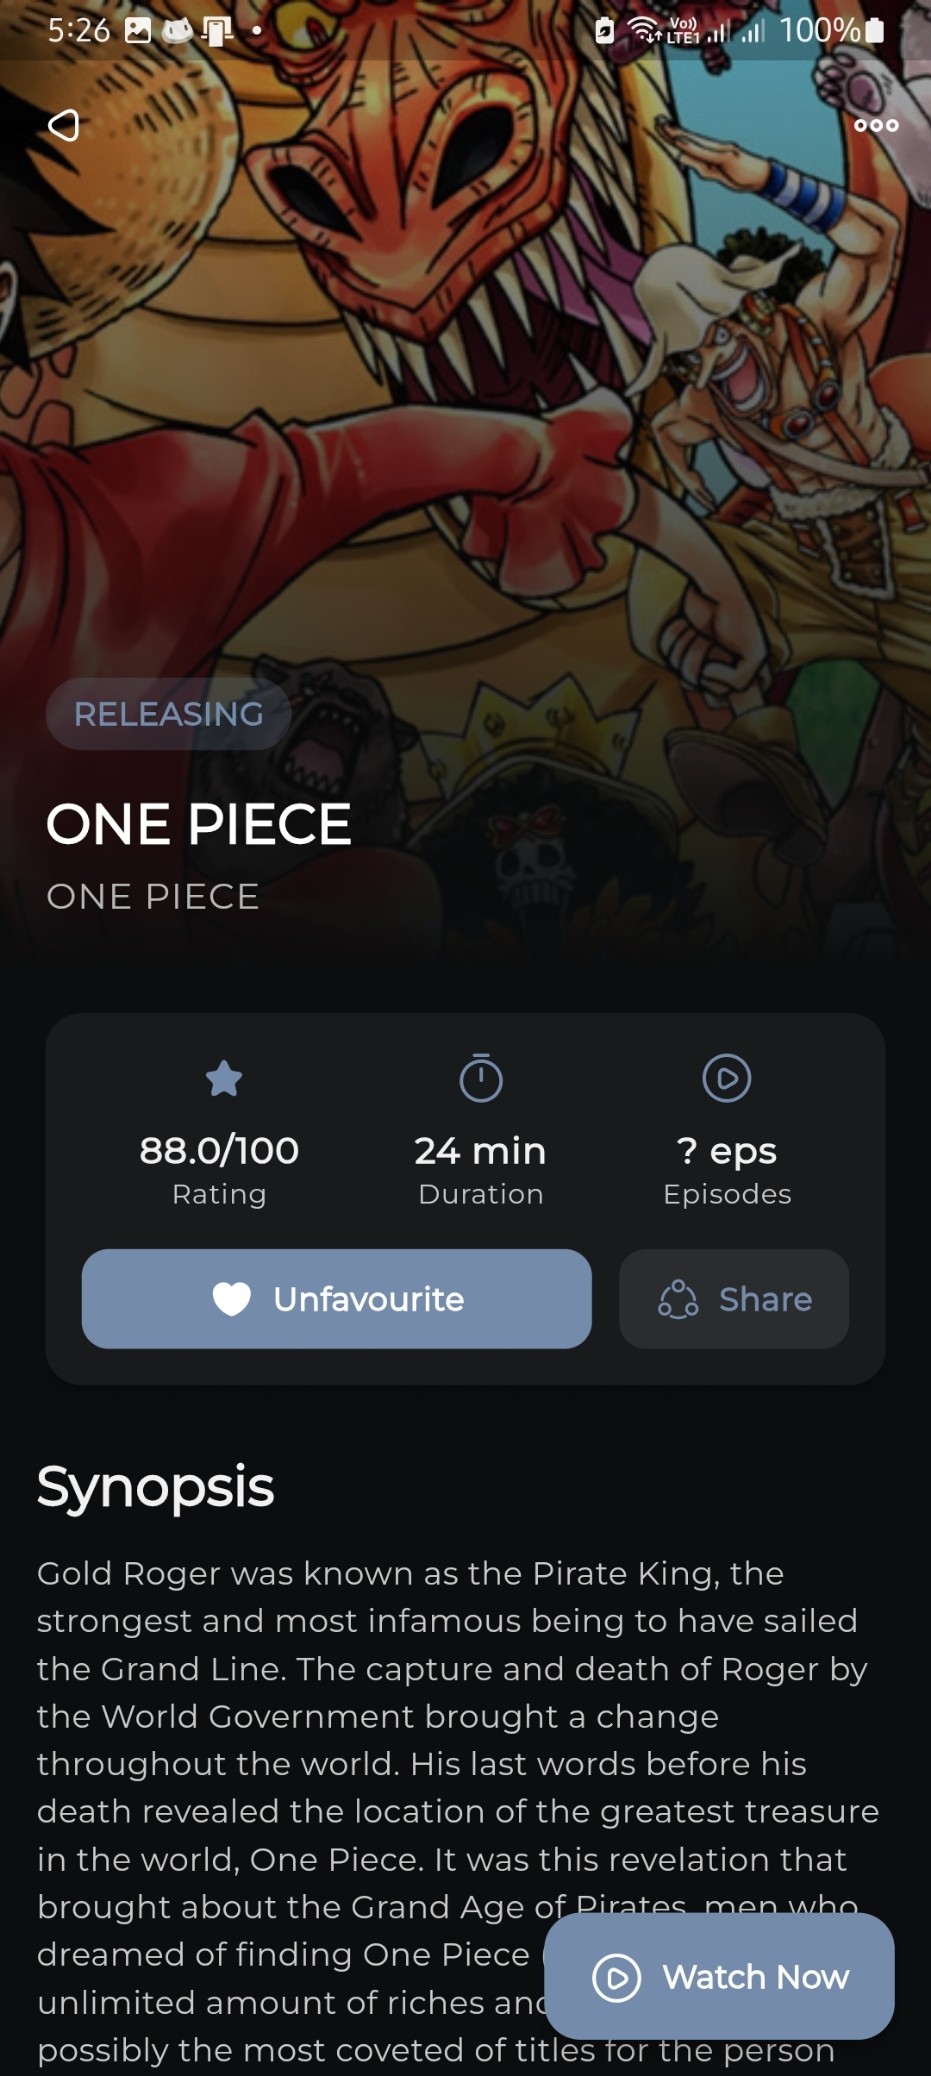 5:26
Vo)) LTE1 100%
RELEASING
ONE PIECE
ONE PIECE
88.0/100 24 min ? eps
Rating Duration Episodes
Unfavourite Share
Synopsis
Gold Roger was known as the Pirate King, the
strongest and most infamous being to have sailed
the Grand Line. The capture and death of Roger by
the World Government brought a change
throughout the world. His last words before his
death revealed the location of the greatest treasure
in the world, One Piece. It was this revelation that
brought about the Grand Age of Pirates, men who
dreamed of finding One Piece (
unlimited amount of riches and
possibly the most coveted of titles for the person
Watch Now